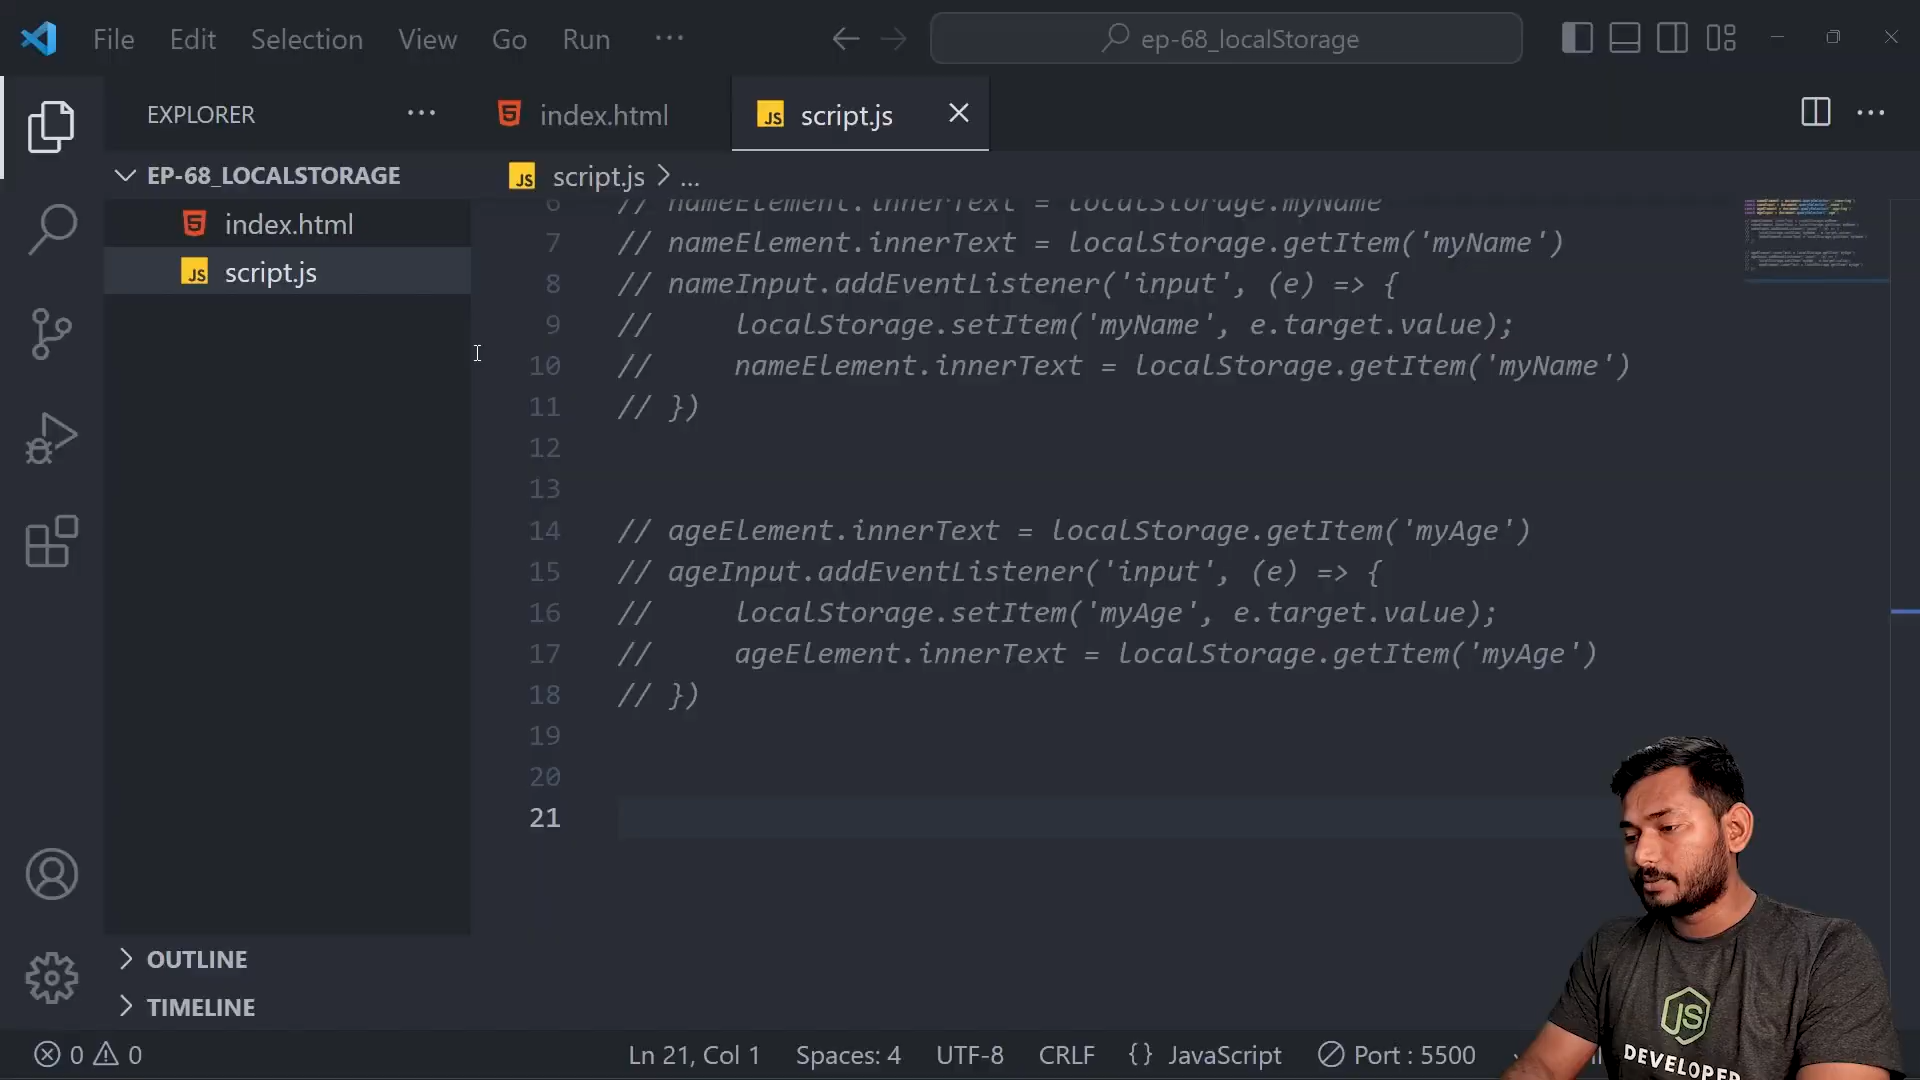 File Edit Selection View Go Run ... ep-68_localStorage
EXPLORER ... index.html JS script.js
EP-68_LOCALSTORAGE JS script.js > ...
index.html
JS script.js
6 // nameElement.innerText = localStorage.myName
7 // nameElement.innerText = localStorage.getItem('myName')
8 // nameInput.addEventListener('input', (e) => {
9 //     localStorage.setItem('myName', e.target.value);
10 //     nameElement.innerText = localStorage.getItem('myName')
11 // })
12
13
14 // ageElement.innerText = localStorage.getItem('myAge')
15 // ageInput.addEventListener('input', (e) => {
16 //     localStorage.setItem('myAge', e.target.value);
17 //     ageElement.innerText = localStorage.getItem('myAge')
18 // })
19
20
21
OUTLINE
TIMELINE
0 0 Ln 21, Col 1 Spaces: 4 UTF-8 CRLF {} JavaScript Port : 5500
JS
DEVELOPER